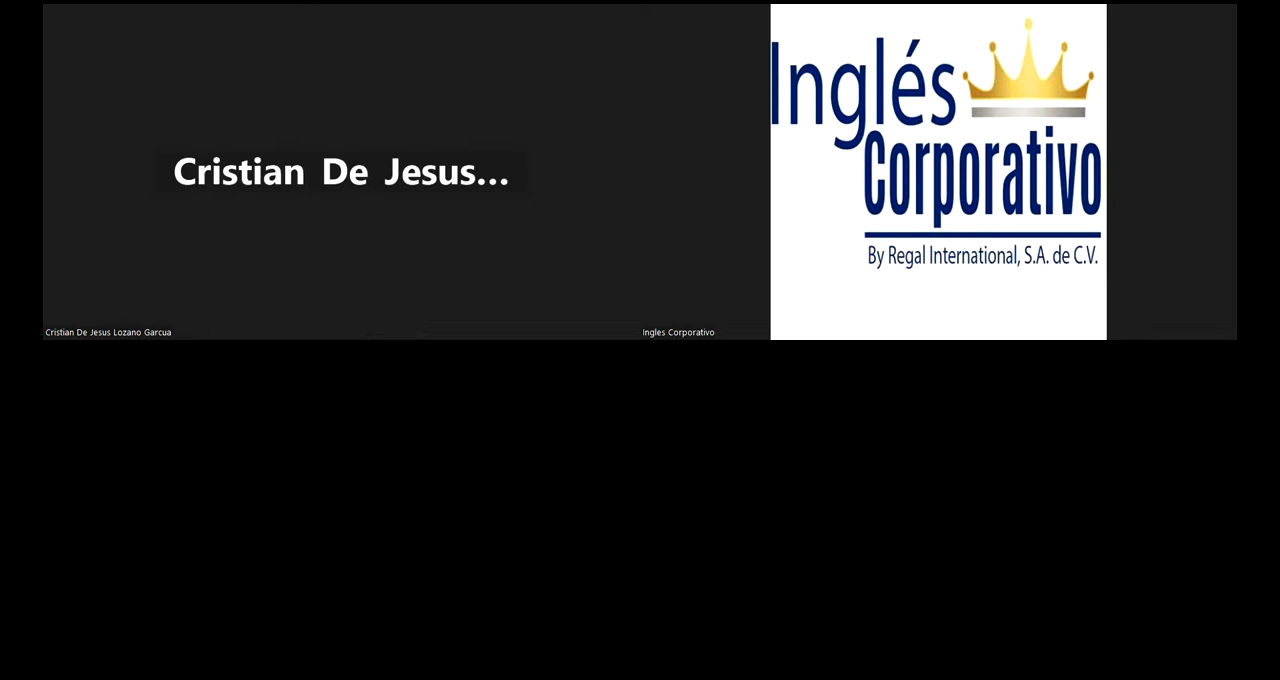 Cristian De Jesus...
Cristian De Jesus Lozano Garcua
Inglés
Corporativo
By Regal International, S.A. de C.V.
Ingles Corporativo